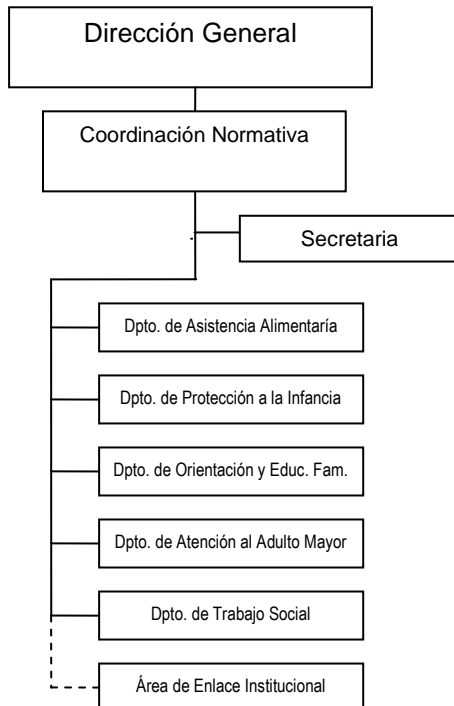 Dirección General
Coordinación Normativa
Secretaria
Dpto. de Asistencia Alimentaría
Dpto. de Protección a la Infancia
Dpto. de Orientación y Educ. Fam.
Dpto. de Atención al Adulto Mayor
Dpto. de Trabajo Social
Área de Enlace Institucional